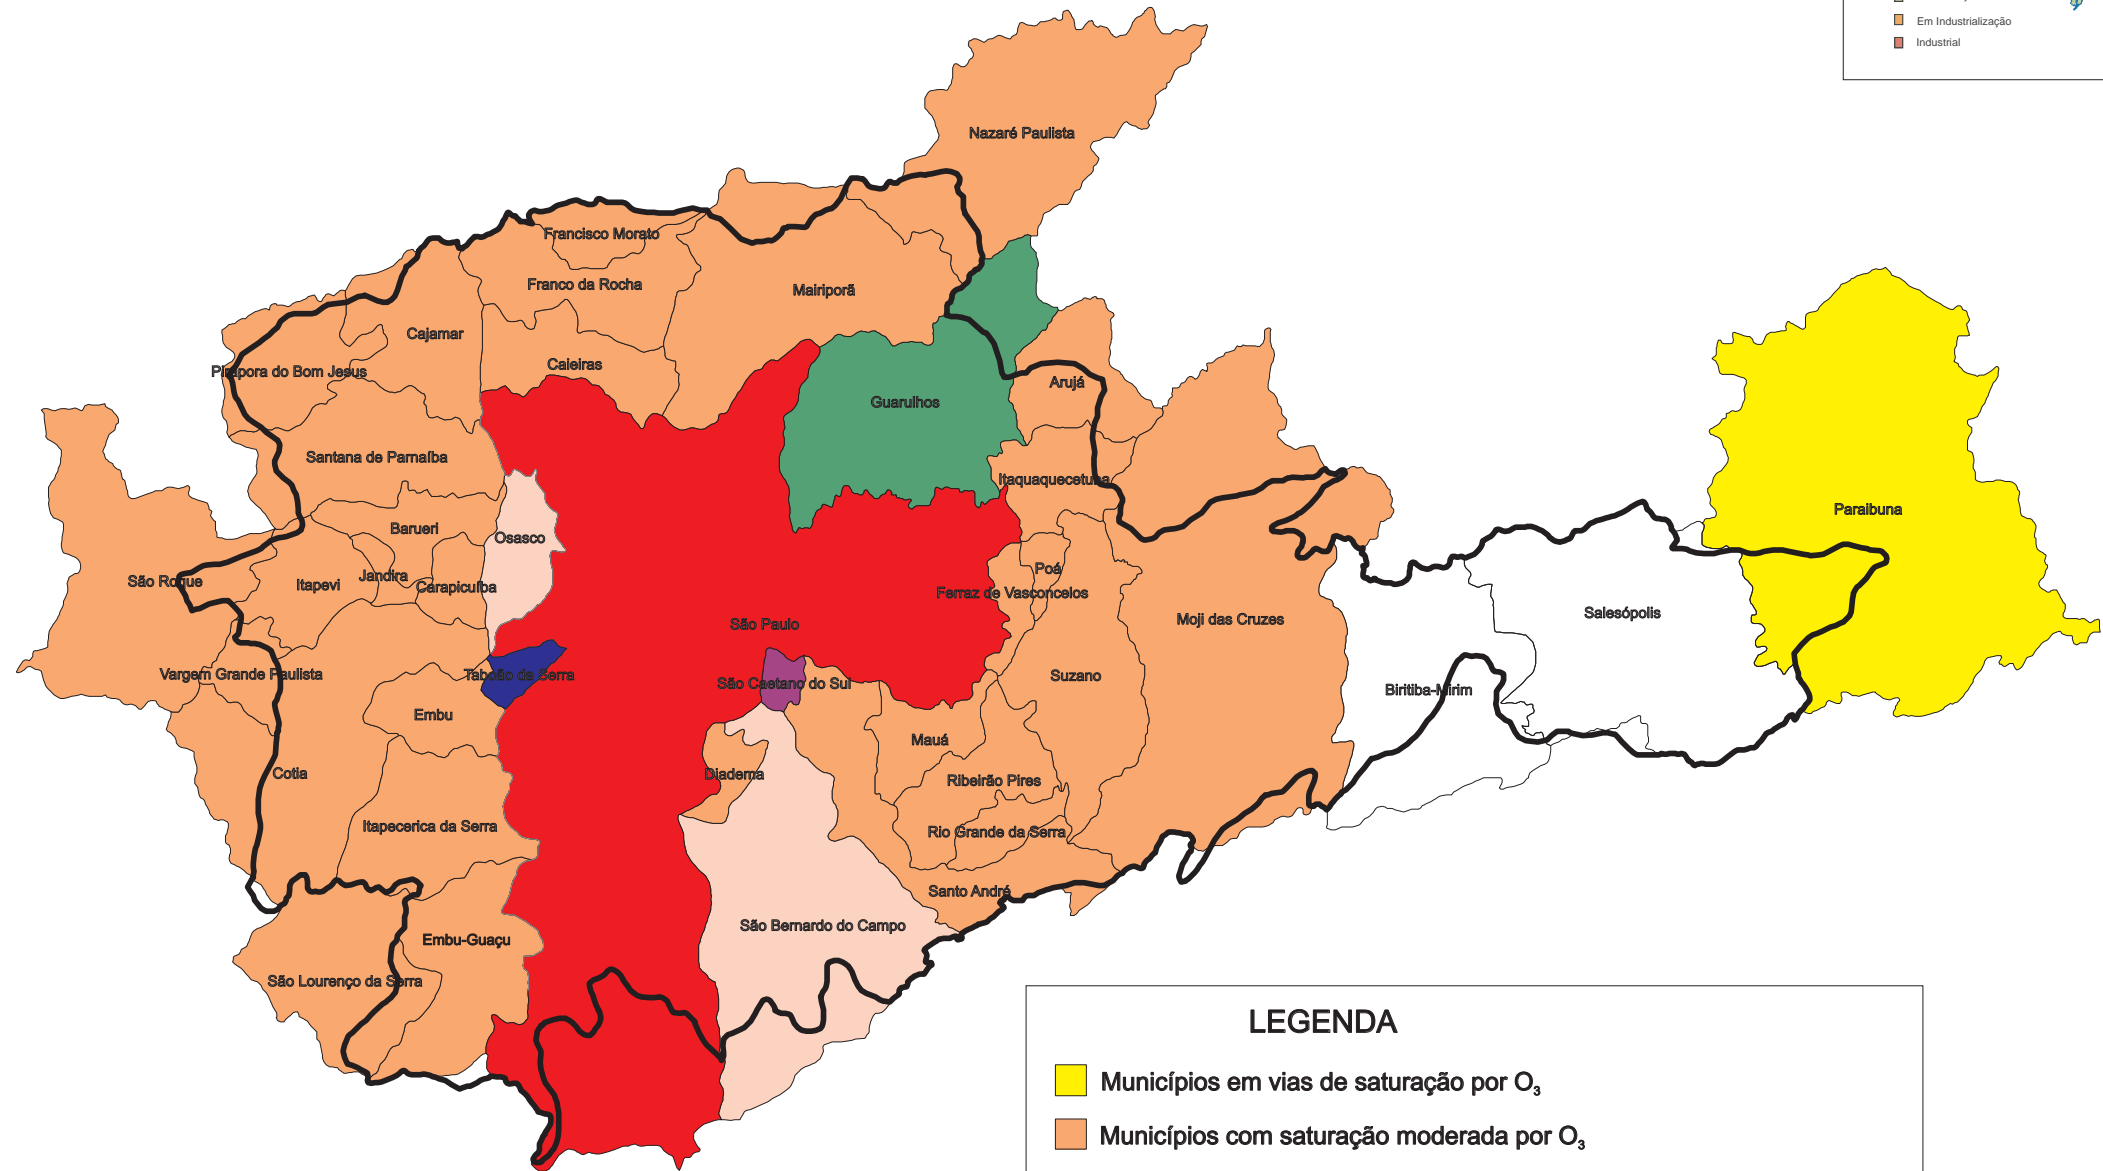 Em Industrialização
Industrial
Nazaré Paulista
Francisco Morato
Franco da Rocha
Mairiporã
Cajamar
Caieiras
Pirapora do Bom Jesus
Arujá
Guarulhos
Santana de Parnaíba
Itaquaquecetuba
Paraibuna
Barueri
Osasco
Poá
Jandira
São Roque
Itapevi
Carapicuíba
Ferraz de Vasconcelos
Salesópolis
Moji das Cruzes
São Paulo
Vargem Grande Paulista
Taboão da Serra
Suzano
São Caetano do Sul
Biritiba-Mirim
Embu
Mauá
Cotia
Diadema
Ribeirão Pires
Itapecerica da Serra
Rio Grande da Serra
Santo André
São Bernardo do Campo
Embu-Guaçu
São Lourenço da Serra
LEGENDA
Municípios em vias de saturação por O₃
Municípios com saturação moderada por O₃